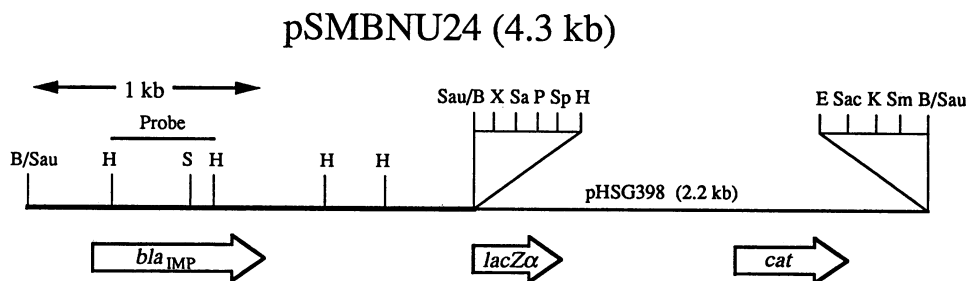 pSMBNU24 (4.3 kb)
1 kb
Probe
Sau/B X Sa P Sp H
E Sac K Sm B/Sau
B/Sau H S H H H
pHSG398 (2.2 kb)
bla IMP
lacZα
cat